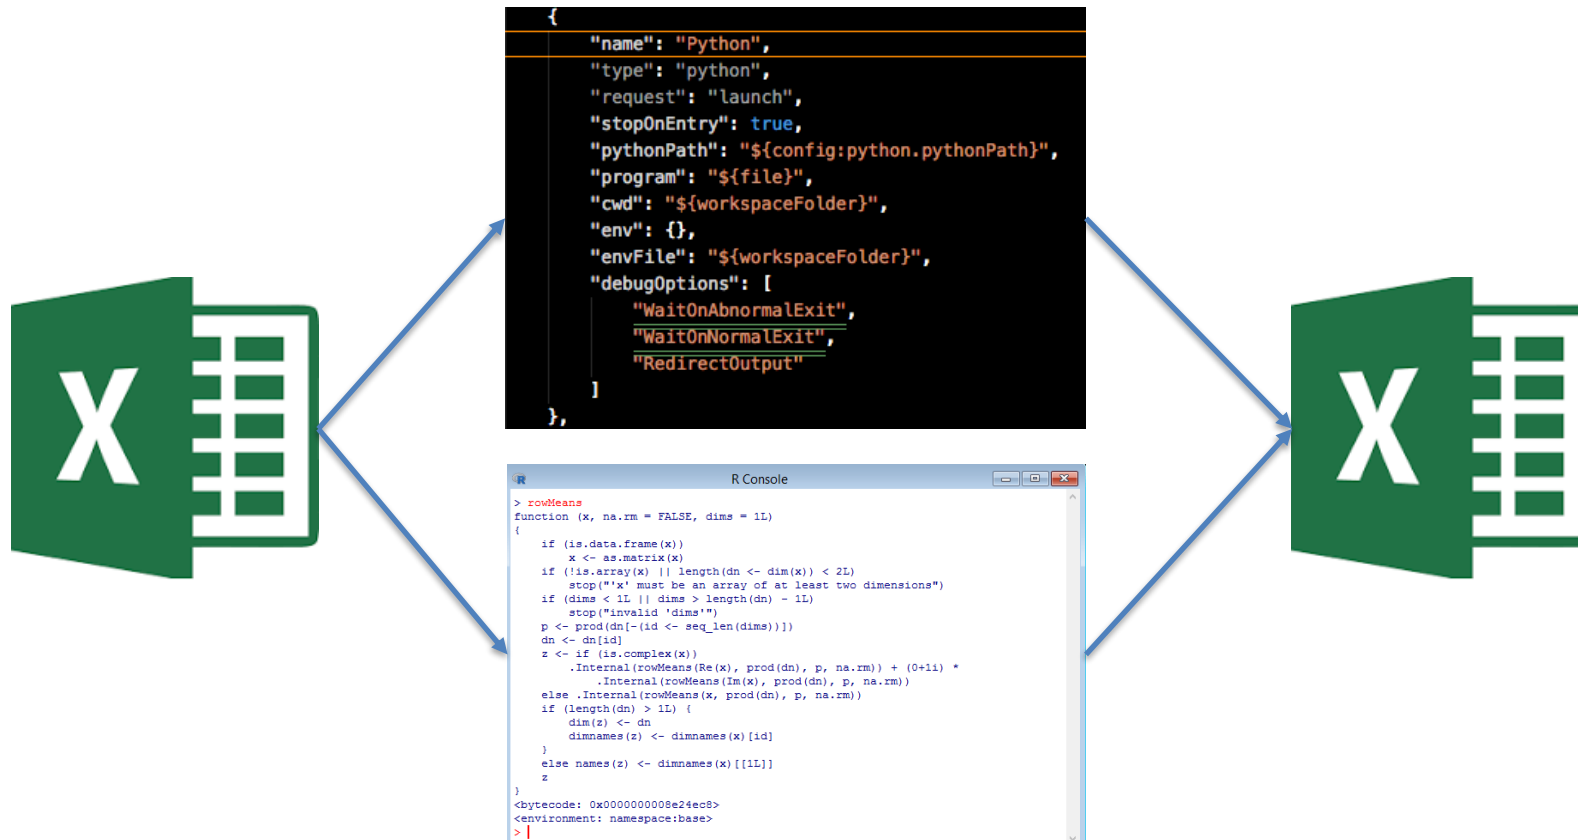 {
"name": "Python",
"type": "python",
"request": "launch",
"stopOnEntry": true,
"pythonPath": "${config:python.pythonPath}",
"program": "${file}",
"cwd": "${workspaceFolder}",
"env": {},
"envFile": "${workspaceFolder}",
"debugOptions": [
"WaitOnAbnormalExit",
"WaitOnNormalExit",
"RedirectOutput"
]
},
X
X
R
R Console
> rowMeans
function (x, na.rm = FALSE, dims = 1L)
{
if (is.data.frame(x))
x <- as.matrix(x)
if (!is.array(x) || length(dn <- dim(x)) < 2L)
stop("'x' must be an array of at least two dimensions")
if (dims < 1L || dims > length(dn) - 1L)
stop("invalid 'dims'")
p <- prod(dn[-(id <- seq_len(dims))])
dn <- dn[id]
z <- if (is.complex(x))
.Internal(rowMeans(Re(x), prod(dn), p, na.rm)) + (0+1i) *
.Internal(rowMeans(Im(x), prod(dn), p, na.rm))
else .Internal(rowMeans(x, prod(dn), p, na.rm))
if (length(dn) > 1L) {
dim(z) <- dn
dimnames(z) <- dimnames(x)[id]
}
else names(z) <- dimnames(x)[[1L]]
z
}
<bytecode: 0x0000000008e24ec8>
<environment: namespace:base>
>